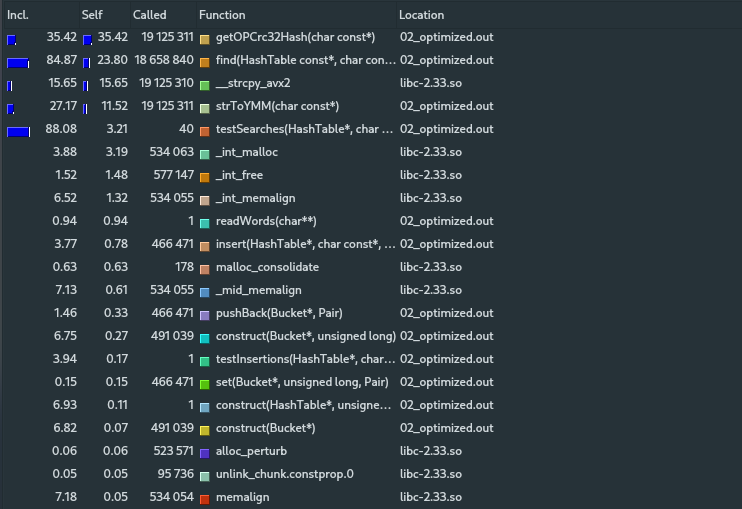 Incl. Self Called Function Location
35.42 35.42 19 125 311 getOPCrc32Hash(char const*) 02_optimized.out
84.87 23.80 18 658 840 find(HashTable const*, char con... 02_optimized.out
15.65 15.65 19 125 310 __strcpy_avx2 libc-2.33.so
27.17 11.52 19 125 311 strToYMM(char const*) 02_optimized.out
88.08 3.21 40 testSearches(HashTable*, char ... 02_optimized.out
3.88 3.19 534 063 _int_malloc libc-2.33.so
1.52 1.48 577 147 _int_free libc-2.33.so
6.52 1.32 534 055 _int_memalign libc-2.33.so
0.94 0.94 1 readWords(char**) 02_optimized.out
3.77 0.78 466 471 insert(HashTable*, char const*, ... 02_optimized.out
0.63 0.63 178 malloc_consolidate libc-2.33.so
7.13 0.61 534 055 _mid_memalign libc-2.33.so
1.46 0.33 466 471 pushBack(Bucket*, Pair) 02_optimized.out
6.75 0.27 491 039 construct(Bucket*, unsigned long) 02_optimized.out
3.94 0.17 1 testInsertions(HashTable*, char... 02_optimized.out
0.15 0.15 466 471 set(Bucket*, unsigned long, Pair) 02_optimized.out
6.93 0.11 1 construct(HashTable*, unsigne... 02_optimized.out
6.82 0.07 491 039 construct(Bucket*) 02_optimized.out
0.06 0.06 523 571 alloc_perturb libc-2.33.so
0.05 0.05 95 736 unlink_chunk.constprop.0 libc-2.33.so
7.18 0.05 534 054 memalign libc-2.33.so